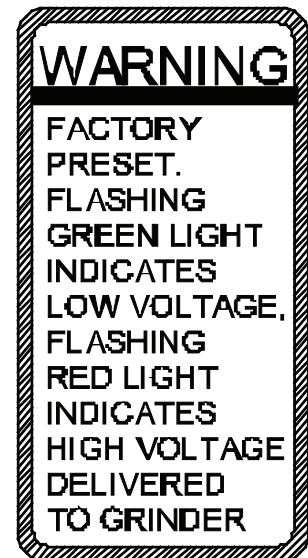 WARNING
FACTORY
PRESET.
FLASHING
GREEN LIGHT
INDICATES
LOW VOLTAGE,
FLASHING
RED LIGHT
INDICATES
HIGH VOLTAGE
DELIVERED
TO GRINDER